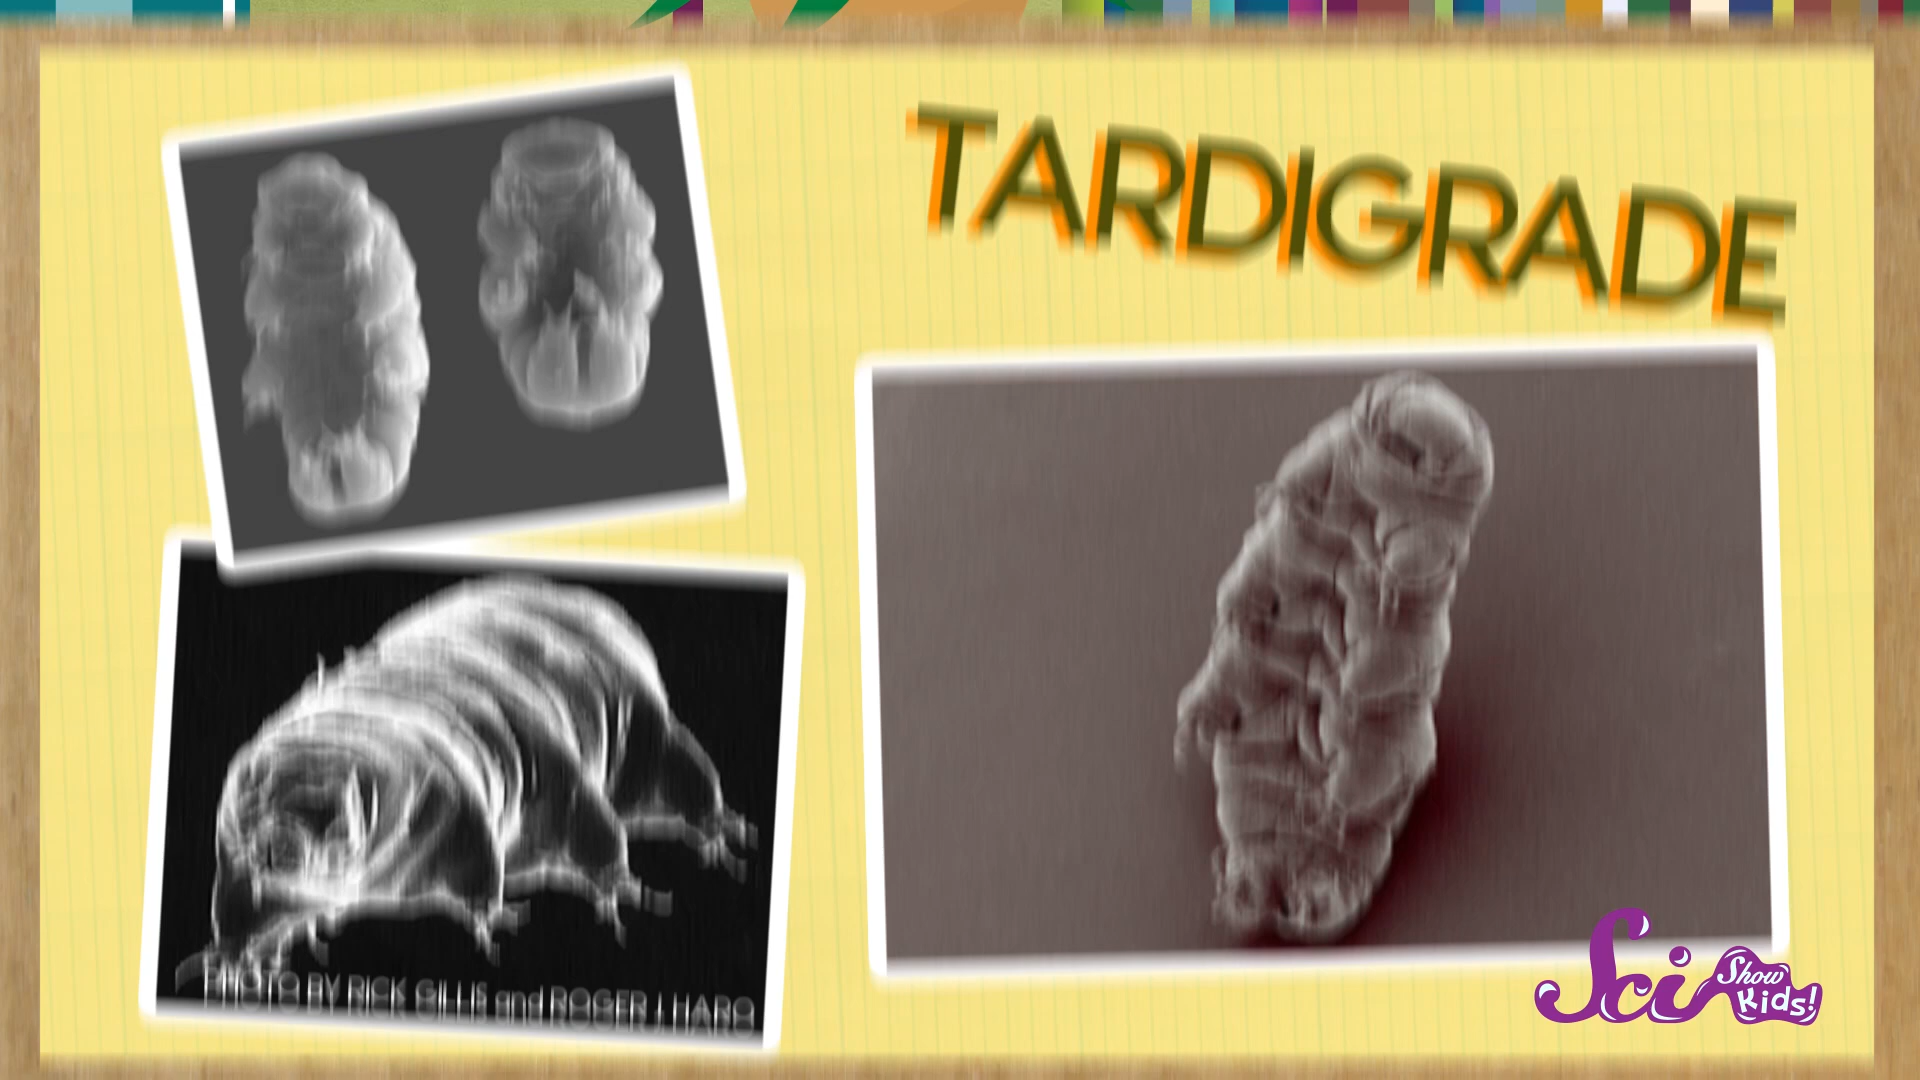 TARDIGRADE
PHOTO BY RICK GILLIS and ROGER J HARO
Sci
Show
Kids!